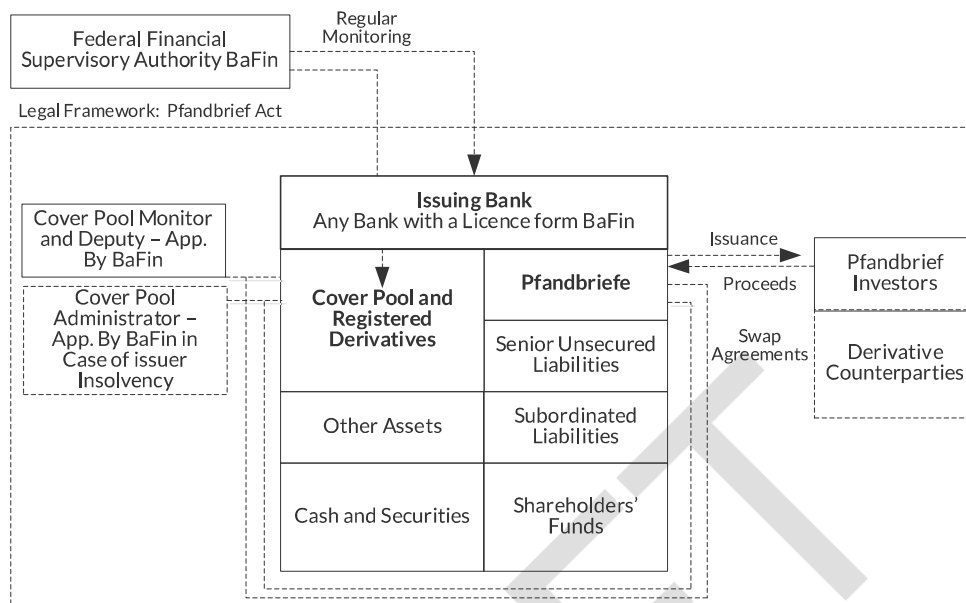 Federal Financial
Supervisory Authority BaFin
Regular
Monitoring
Legal Framework: Pfandbrief Act
Issuing Bank
Any Bank with a Licence form BaFin
Cover Pool Monitor
and Deputy – App.
By BaFin
Cover Pool
Administrator –
App. By BaFin in
Case of issuer
Insolvency
Cover Pool and
Registered
Derivatives
Pfandbriefe
Issuance
Proceeds
Pfandbrief
Investors
Swap
Agreements
Derivative
Counterparties
Senior Unsecured
Liabilities
Other Assets
Subordinated
Liabilities
Cash and Securities
Shareholders’
Funds